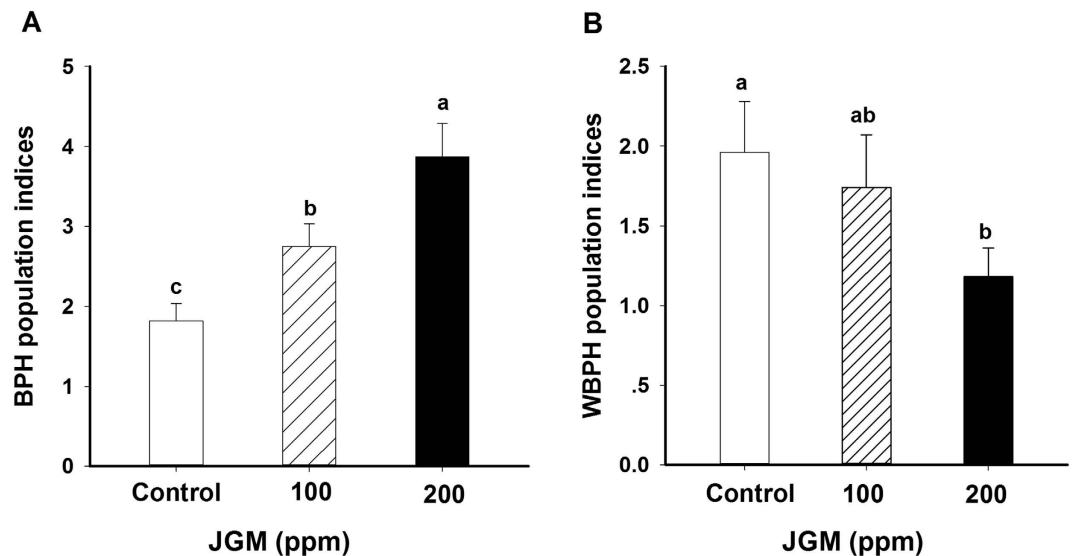 A
BPH population indices
5
4
3
2
1
0
c
b
a
Control 100 200
JGM (ppm)
B
WBPH population indices
2.5
2.0
1.5
1.0
.5
0.0
a
ab
b
Control 100 200
JGM (ppm)